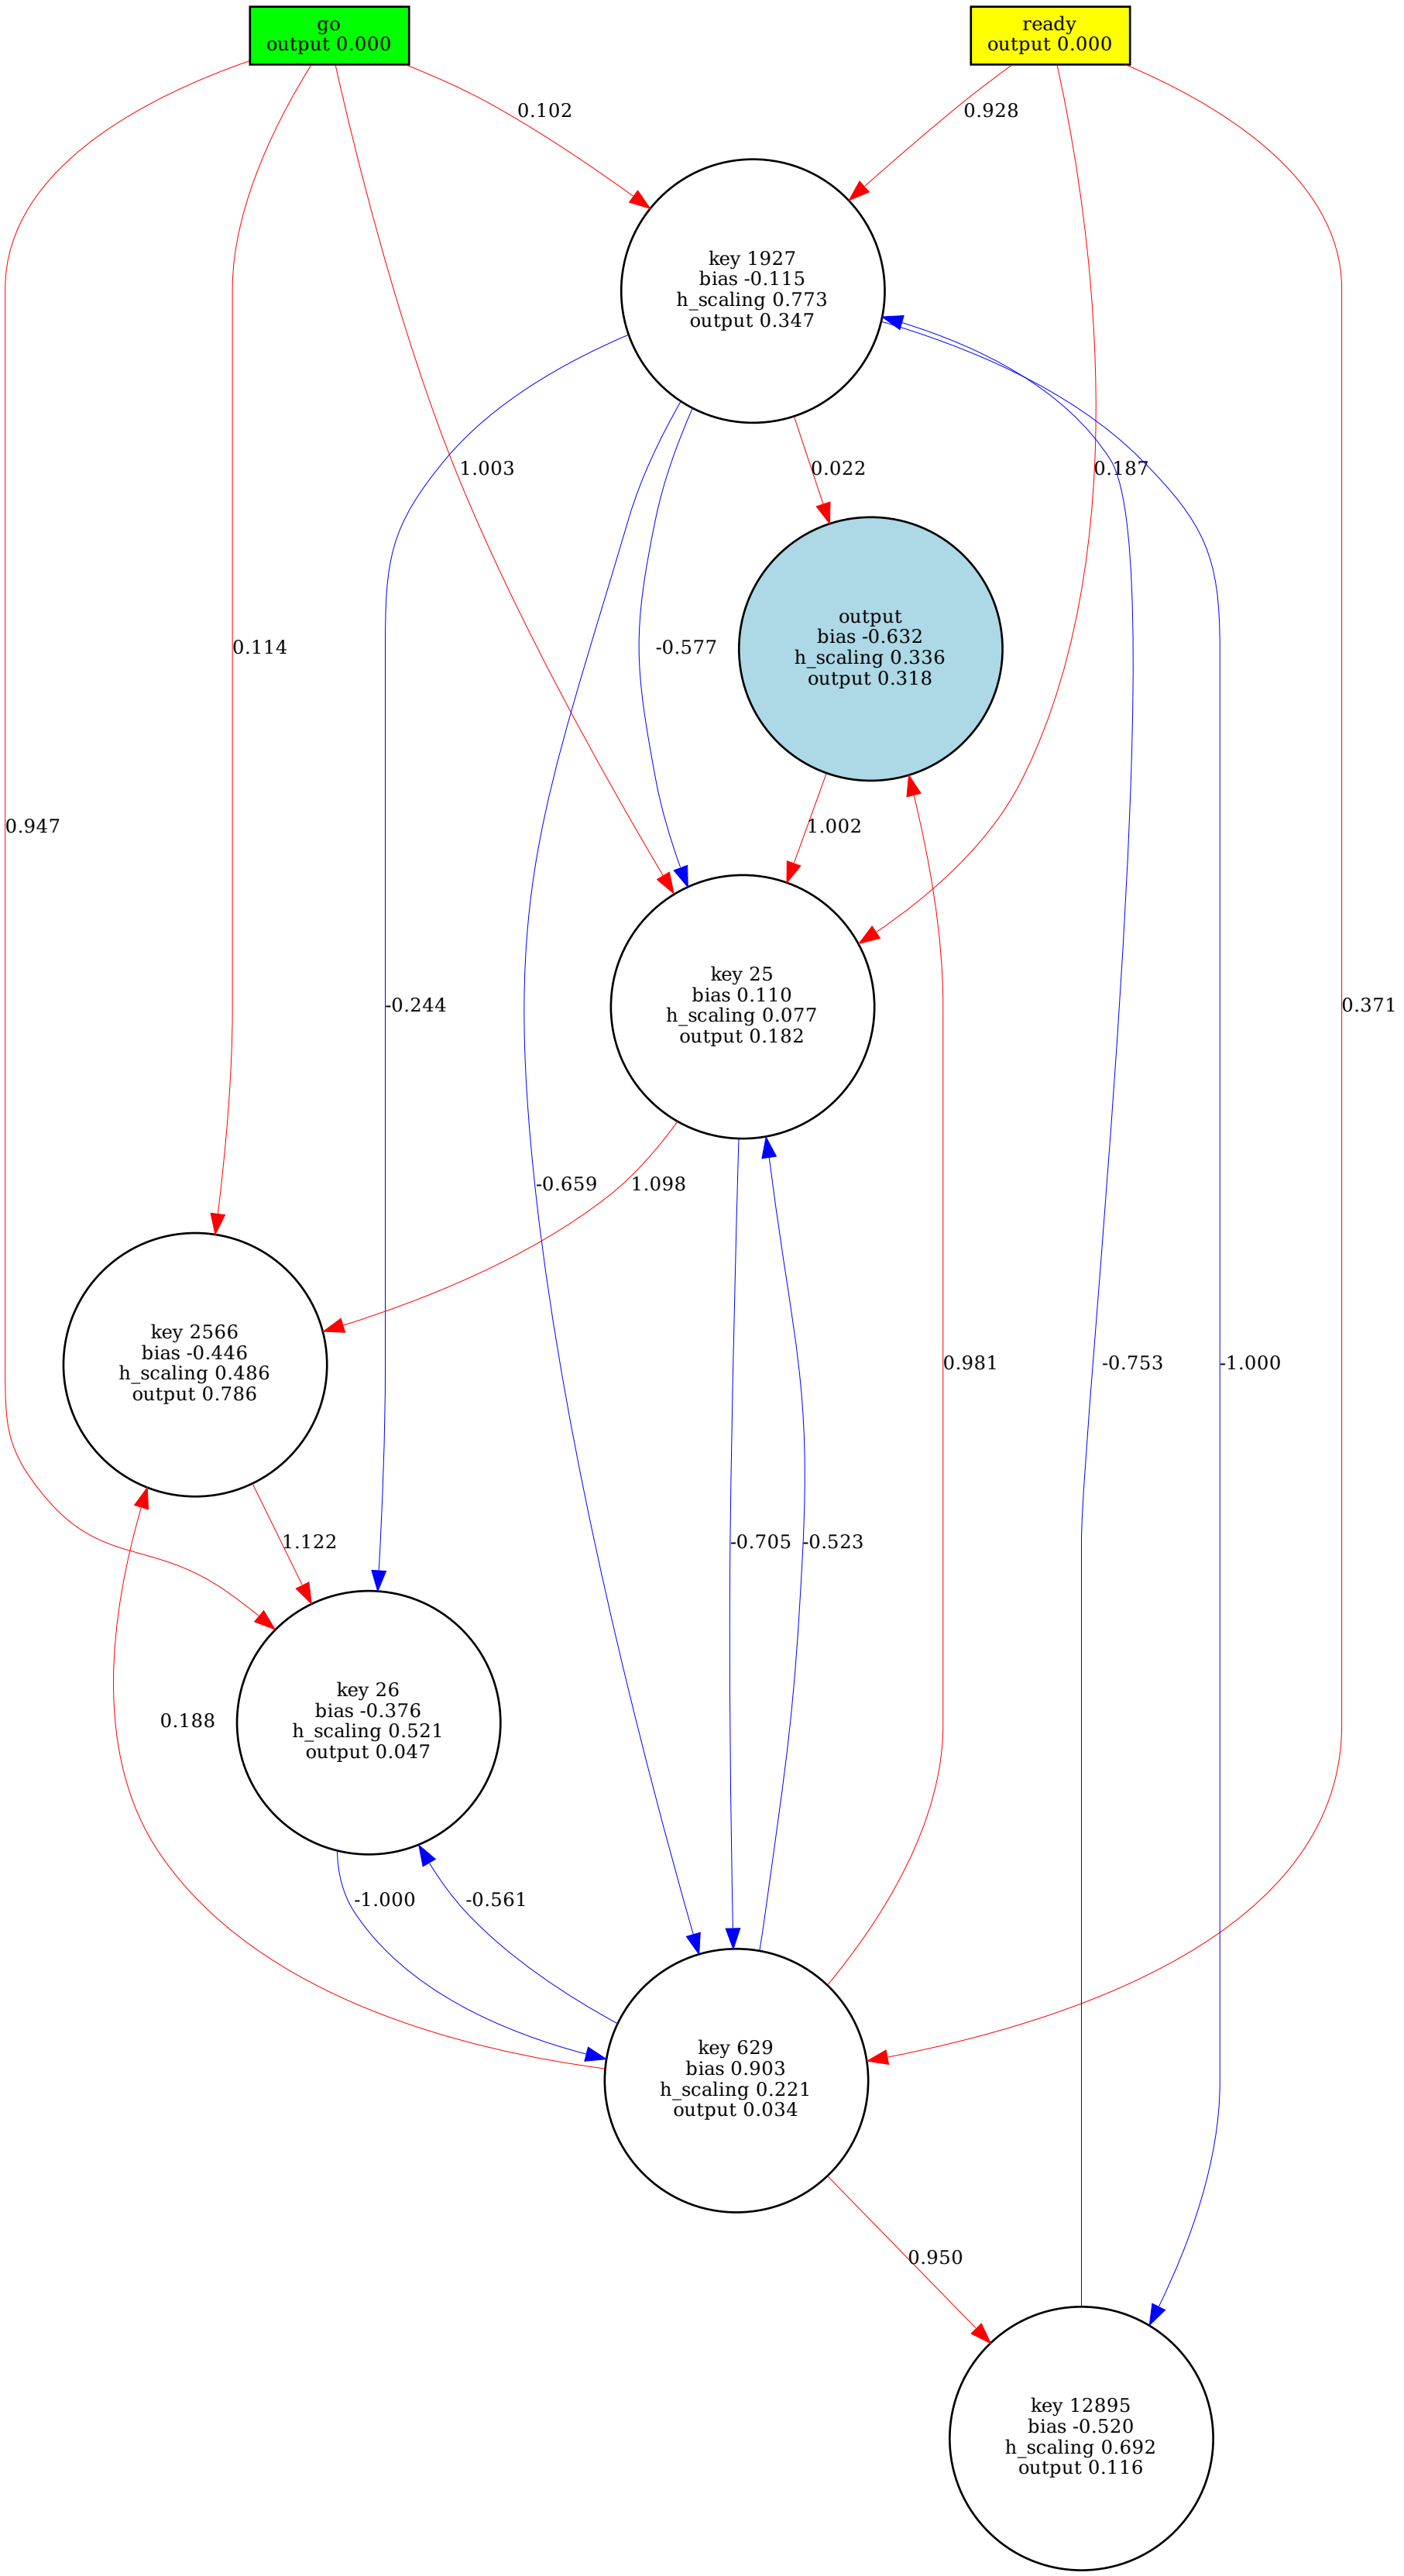 go
output 0.000
ready
output 0.000
0.102
0.928
key 1927
bias -0.115
h_scaling 0.773
output 0.347
1.003
0.022
0.187
output
bias -0.632
h_scaling 0.336
output 0.318
0.114
-0.577
0.947
1.002
key 25
bias 0.110
h_scaling 0.077
output 0.182
-0.244
0.371
-0.659
1.098
key 2566
bias -0.446
h_scaling 0.486
output 0.786
0.981
-0.753
-1.000
1.122
-0.705
-0.523
0.188
key 26
bias -0.376
h_scaling 0.521
output 0.047
-1.000
-0.561
key 629
bias 0.903
h_scaling 0.221
output 0.034
0.950
key 12895
bias -0.520
h_scaling 0.692
output 0.116